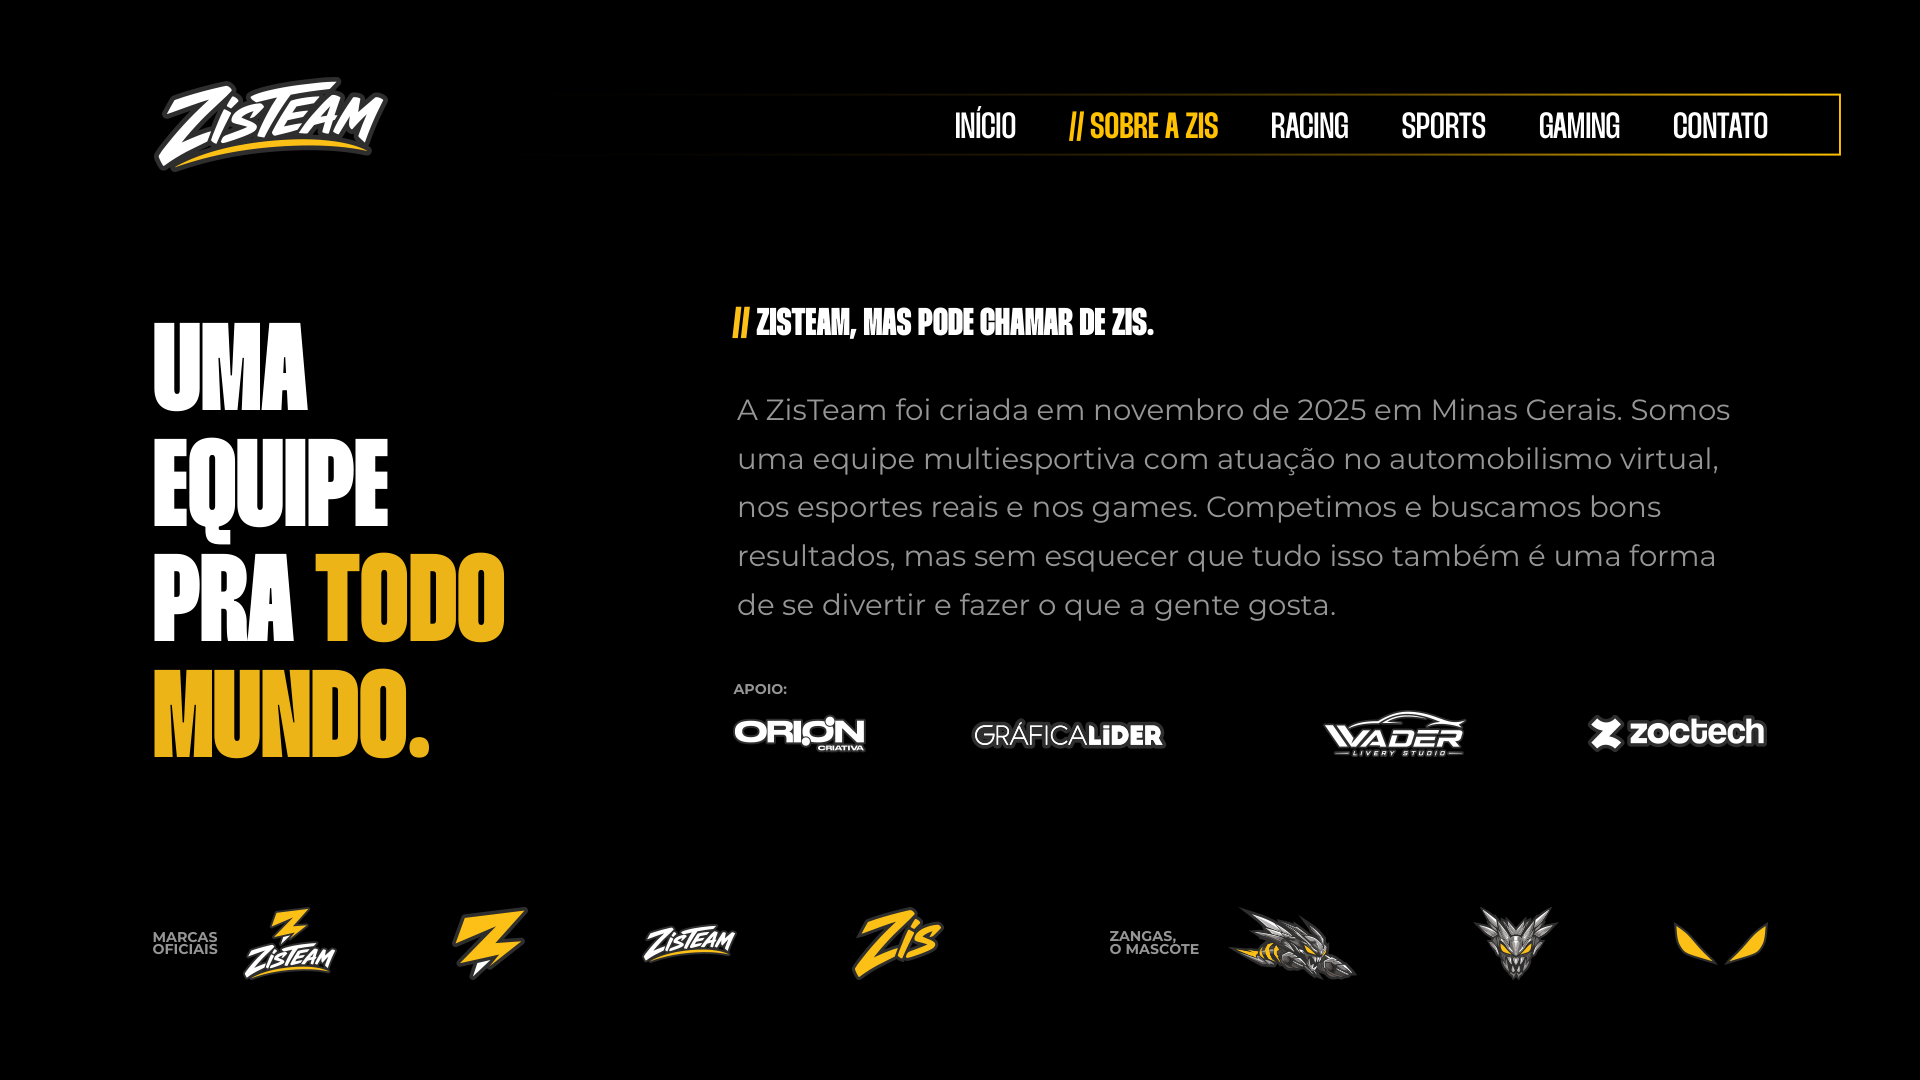 ZISTEAM
INÍCIO // SOBRE A ZIS RACING SPORTS GAMING CONTATO
UMA
EQUIPE
PRA TODO
MUNDO.
// ZISTEAM, MAS PODE CHAMAR DE ZIS.
A ZisTeam foi criada em novembro de 2025 em Minas Gerais. Somos
uma equipe multiesportiva com atuação no automobilismo virtual,
nos esportes reais e nos games. Competimos e buscamos bons
resultados, mas sem esquecer que tudo isso também é uma forma
de se divertir e fazer o que a gente gosta.
APOIO:
ORION
CRIATIVA
GRÁFICALiDER
VADER
LIVERY STUDIO
zoctech
MARCAS
OFICIAIS
ZISTEAM
ZISTEAM
Zis
ZANGAS,
O MASCOTE